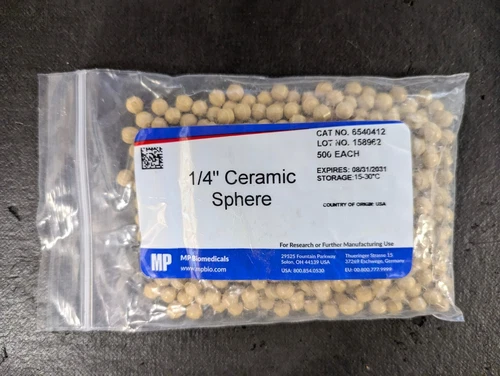 CAT NO. 6540412
LOT NO. 158962
500 EACH
EXPIRES: 08/31/2031
STORAGE:15-30°C
1/4" Ceramic
Sphere
COUNTRY OF ORIGIN: USA
For Research or Further Manufacturing Use
MP
MP Biomedicals
www.mpbio.com
29525 Fountain Parkway
Solon, OH 44139 USA
USA: 800.854.0530
Thueringer Strasse 15
37269 Eschwege, Germany
EU: 00.800.777.9999